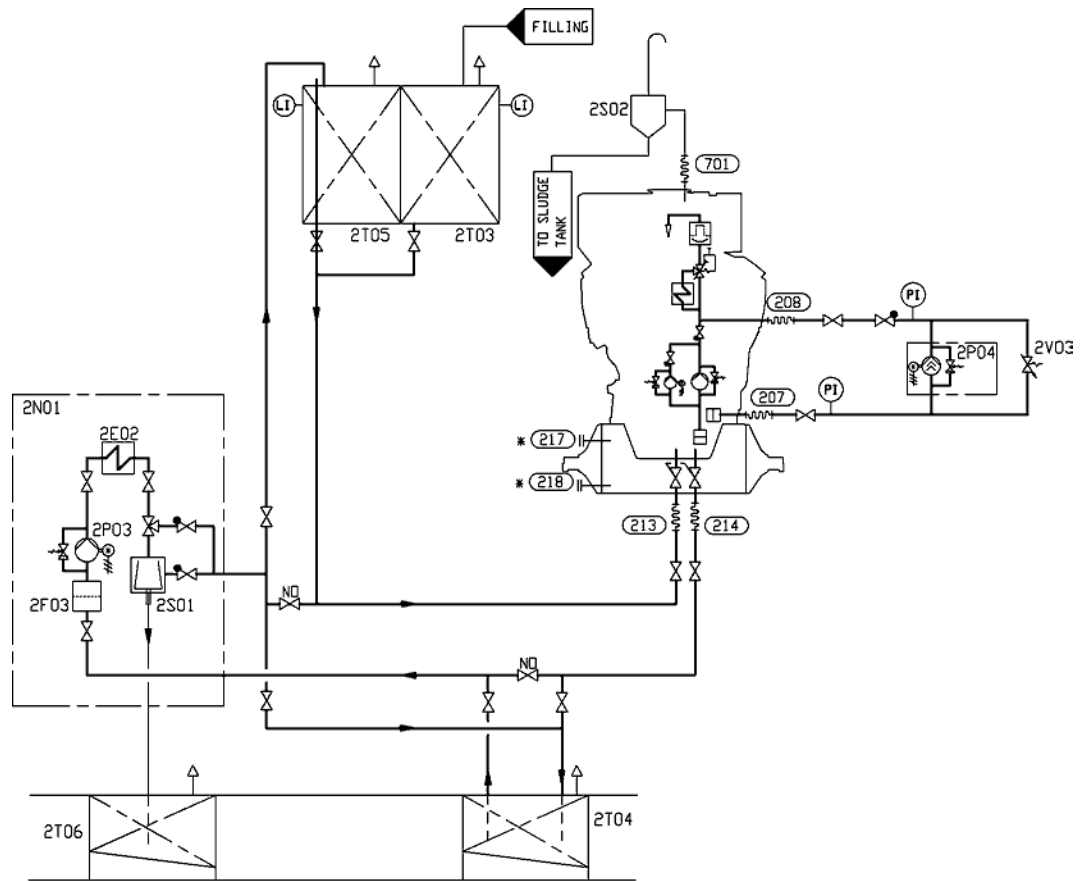 FILLING
LI
LI
2S02
701
TO SLUDGE
TANK
2T05
2T03
208
PI
2P04
2V03
207
PI
2N01
2E02
* 217
* 218
2P03
213
214
NO
2F03
2S01
NO
2T06
2T04